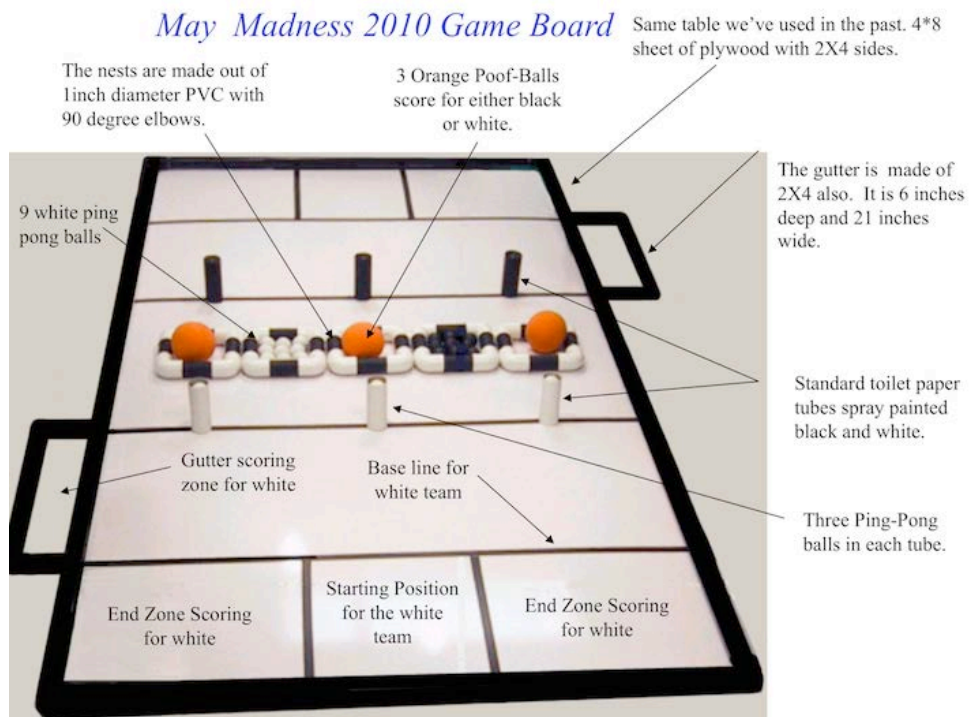 May Madness 2010 Game Board
Same table we've used in the past. 4*8
sheet of plywood with 2X4 sides.
The nests are made out of
1inch diameter PVC with
90 degree elbows.
3 Orange Poof-Balls
score for either black
or white.
The gutter is made of
2X4 also. It is 6 inches
deep and 21 inches
wide.
9 white ping
pong balls
Standard toilet paper
tubes spray painted
black and white.
Gutter scoring
zone for white
Base line for
white team
Three Ping-Pong
balls in each tube.
End Zone Scoring
for white
Starting Position
for the white
team
End Zone Scoring
for white